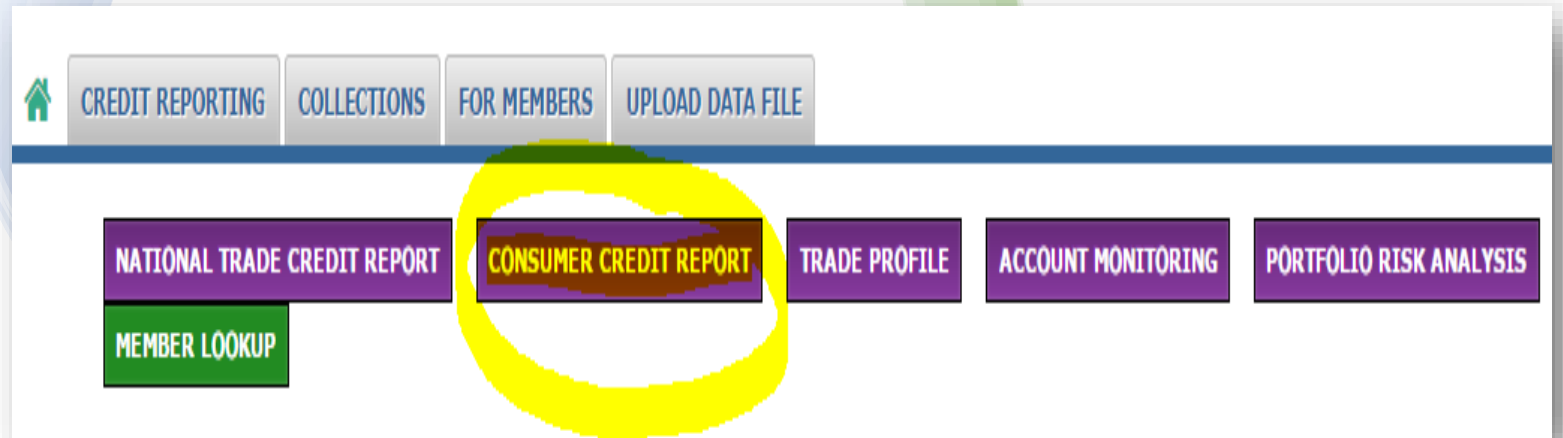 CREDIT REPORTING COLLECTIONS FOR MEMBERS UPLOAD DATA FILE
NATIONAL TRADE CREDIT REPORT CONSUMER CREDIT REPORT TRADE PROFILE ACCOUNT MONITORING PORTFOLIO RISK ANALYSIS
MEMBER LOOKUP